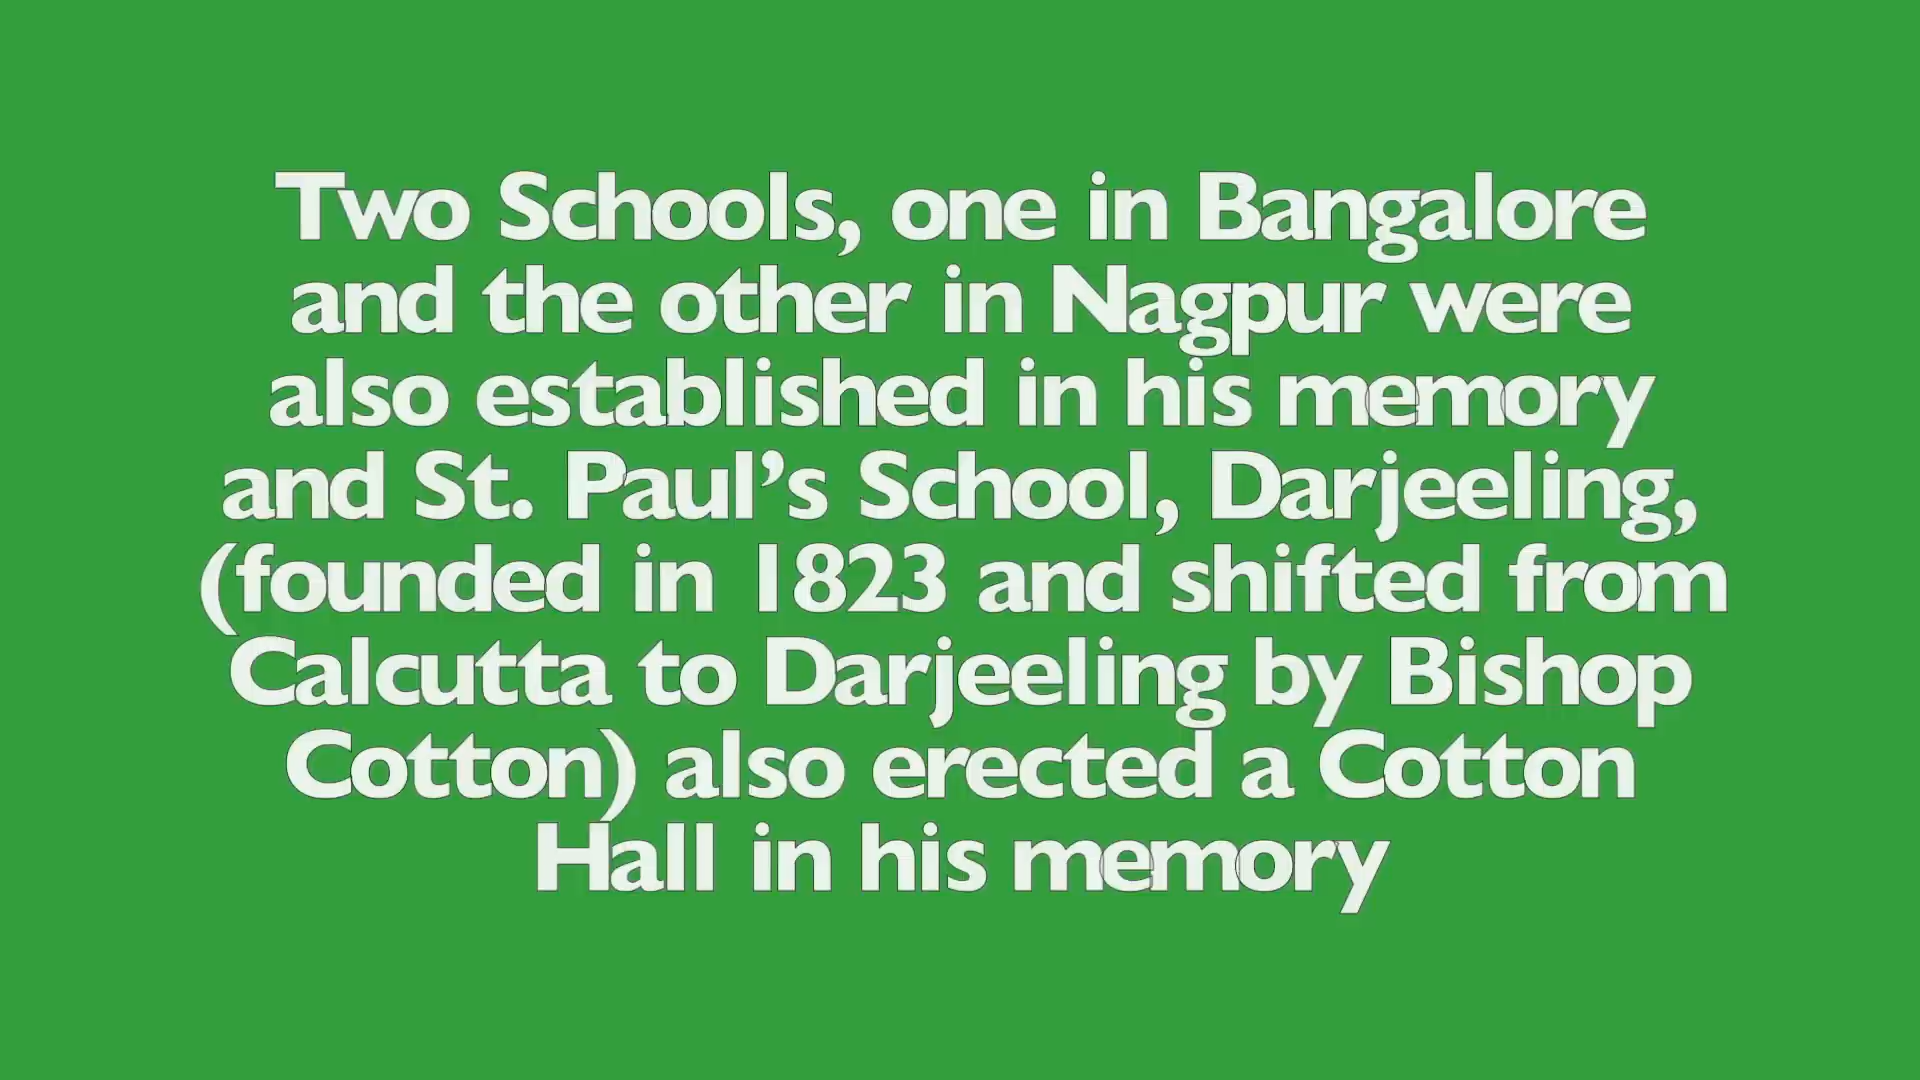 Two Schools, one in Bangalore
and the other in Nagpur were
also established in his memory
and St. Paul’s School, Darjeeling,
(founded in 1823 and shifted from
Calcutta to Darjeeling by Bishop
Cotton) also erected a Cotton
Hall in his memory